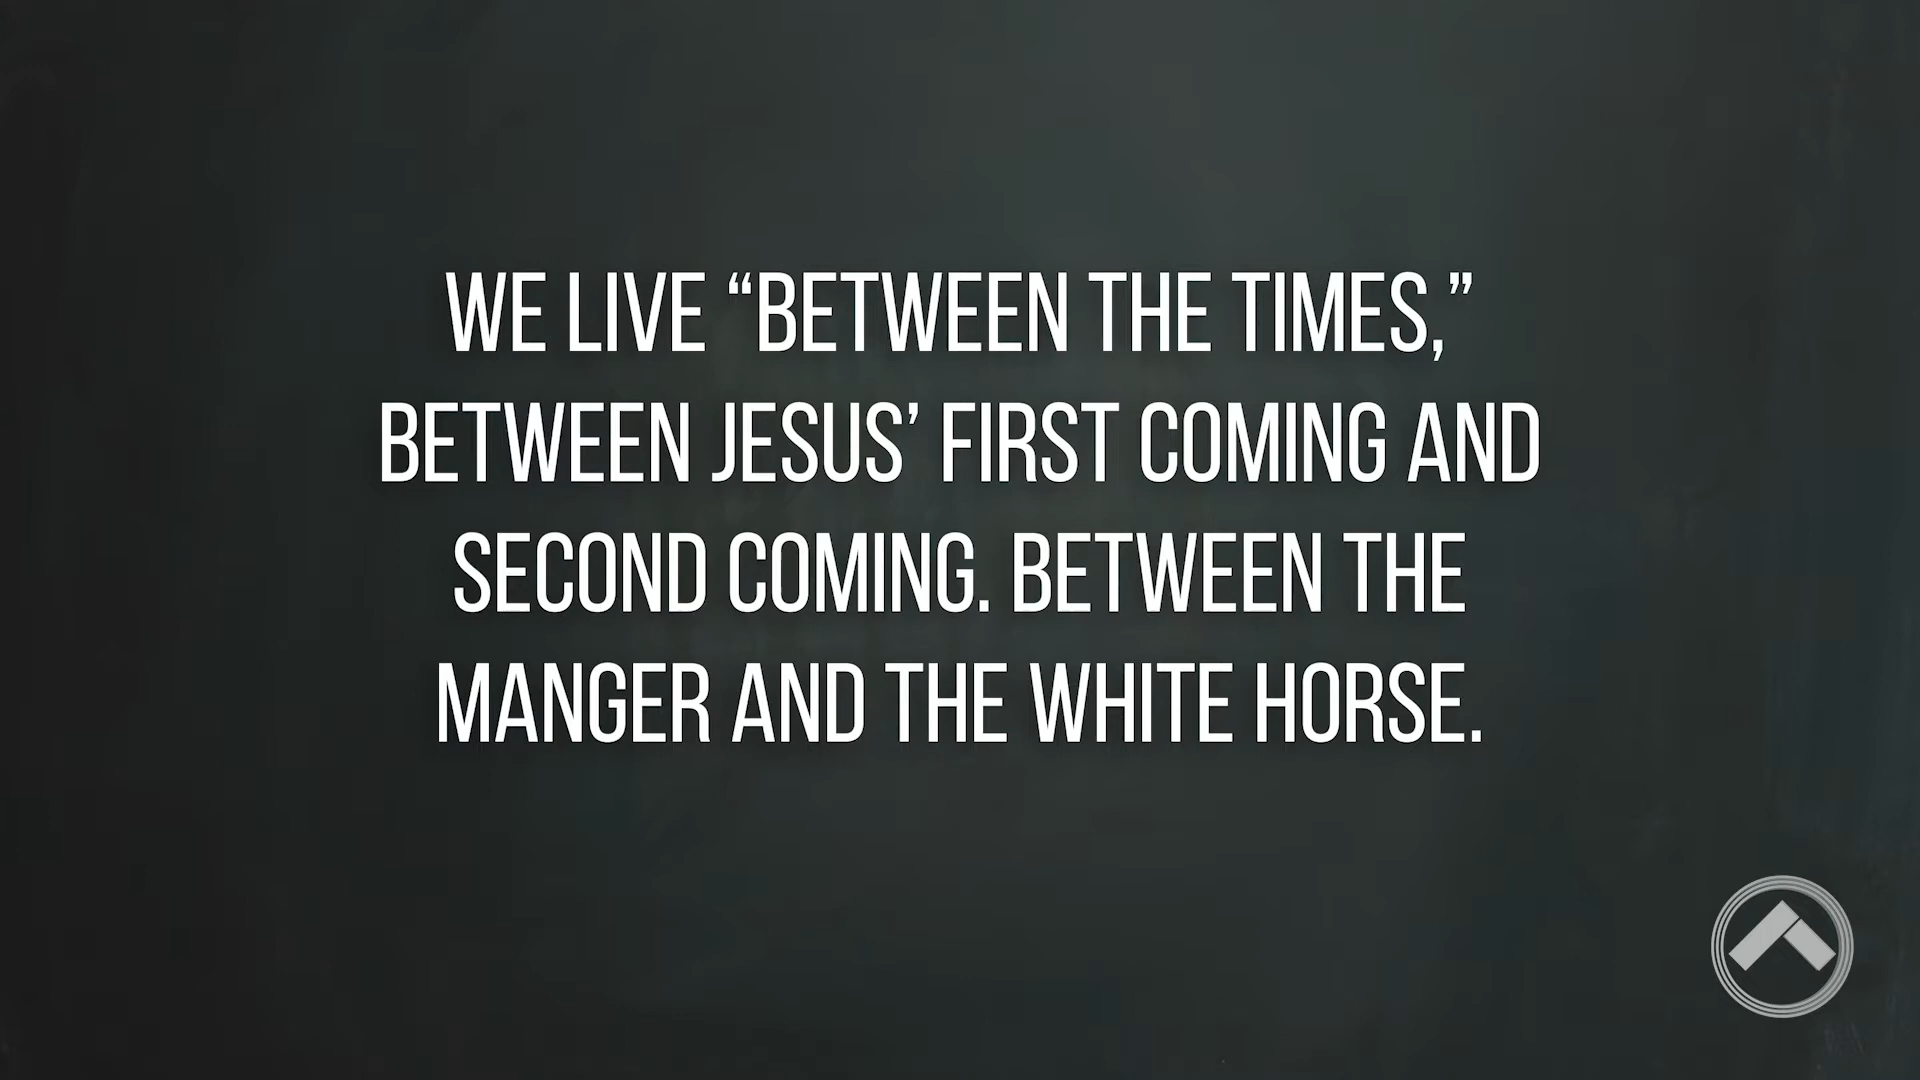 WE LIVE “BETWEEN THE TIMES,”
BETWEEN JESUS’ FIRST COMING AND
SECOND COMING. BETWEEN THE
MANGER AND THE WHITE HORSE.